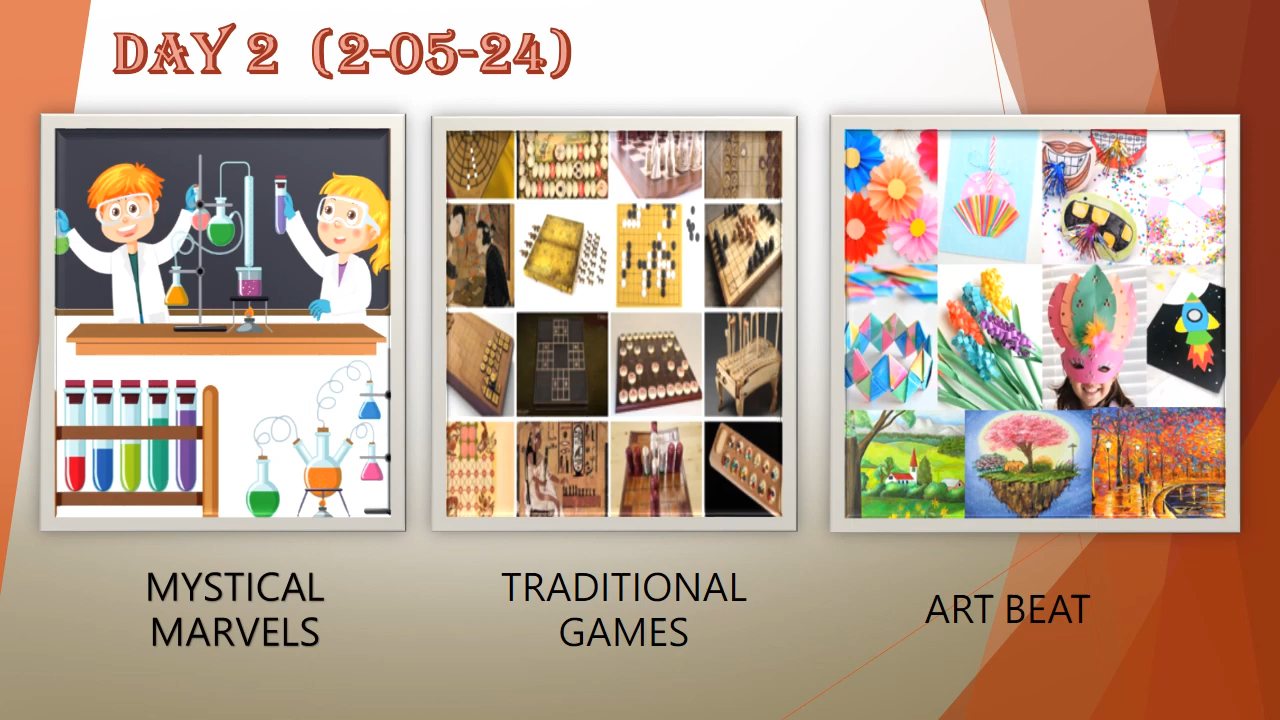 DAY 2 (2-05-24)
MYSTICAL
MARVELS
TRADITIONAL
GAMES
ART BEAT